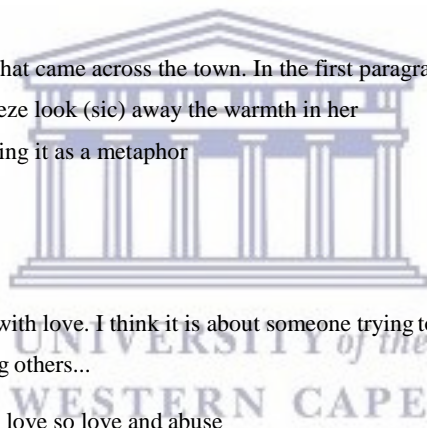 hat came across the town. In the first paragra
eze look (sic) away the warmth in her
ing it as a metaphor
with love. I think it is about someone trying to
UNIVERSITY of the
g others...
WESTERN CAPE
love so love and abuse